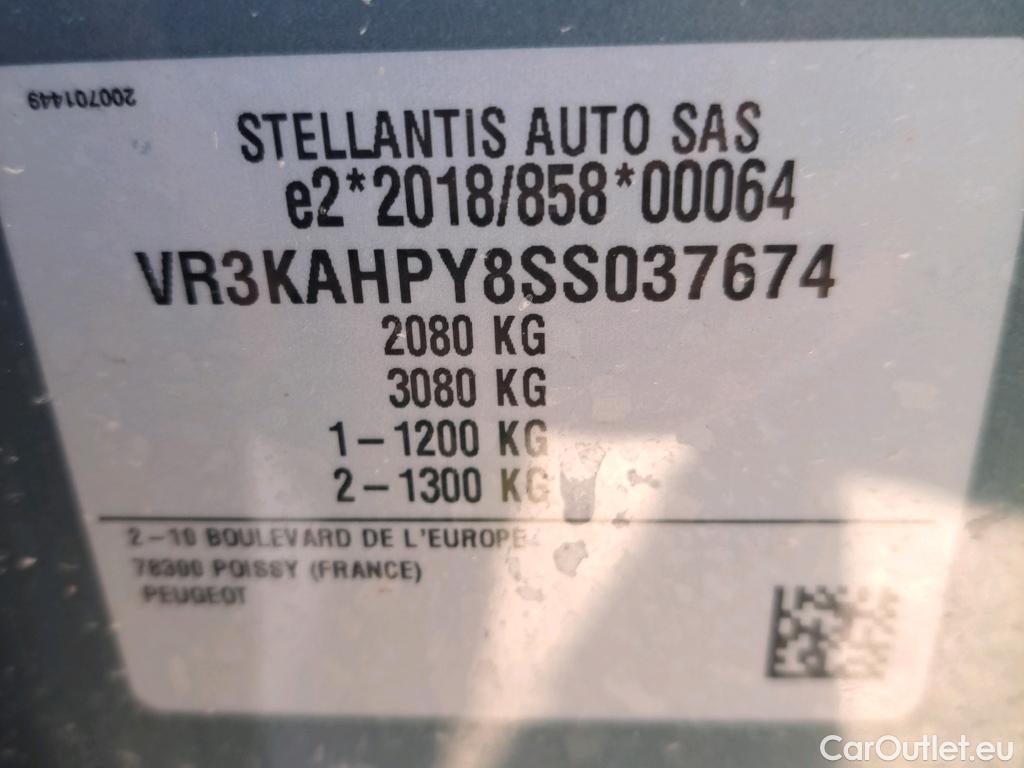 200701449
STELLANTIS AUTO SAS
e2*2018/858*00064
VR3KAHPY8SS037674
2080 KG
3080 KG
1-1200 KG
2-1300 KG
2-10 BOULEVARD DE L'EUROPE
78300 POISSY (FRANCE)
PEUGEOT
CarOutlet.eu